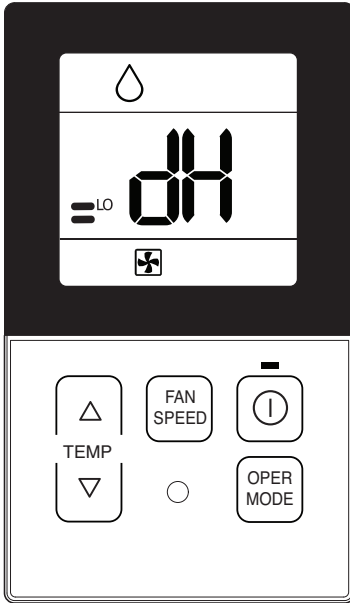 LO
dH
FAN
SPEED
TEMP
OPER
MODE